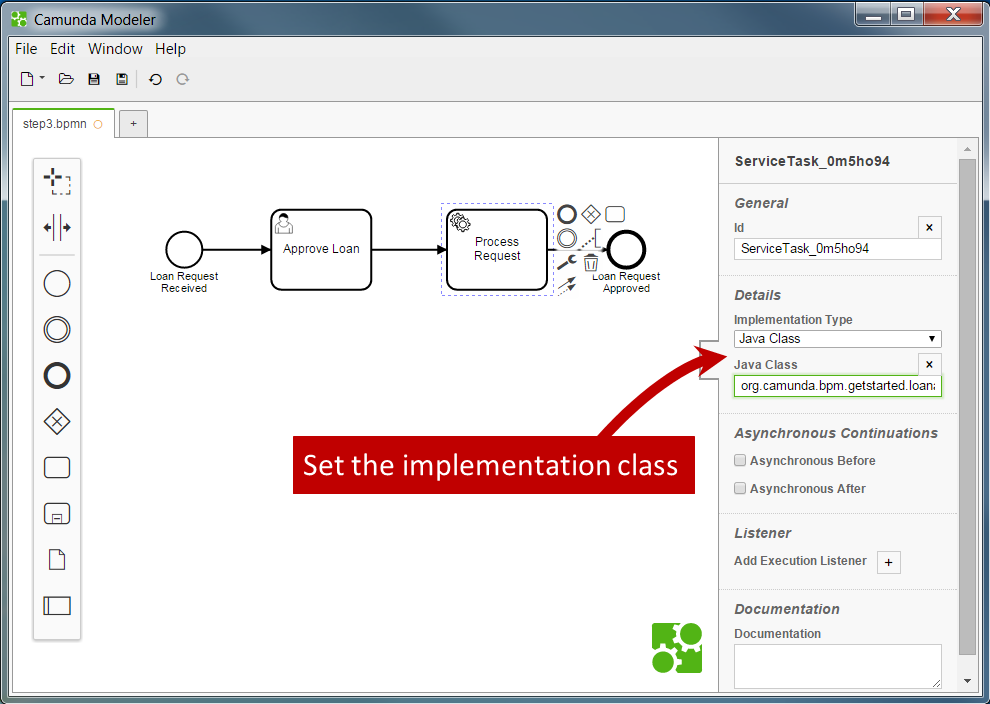 Camunda Modeler
File Edit Window Help
step3.bpmn
+
Loan Request
Received
Approve Loan
Process
Request
Loan Request
Approved
Set the implementation class
ServiceTask_0m5ho94
General
Id
ServiceTask_0m5ho94
Details
Implementation Type
Java Class
Java Class
org.camunda.bpm.getstarted.loana
Asynchronous Continuations
Asynchronous Before
Asynchronous After
Listener
Add Execution Listener +
Documentation
Documentation